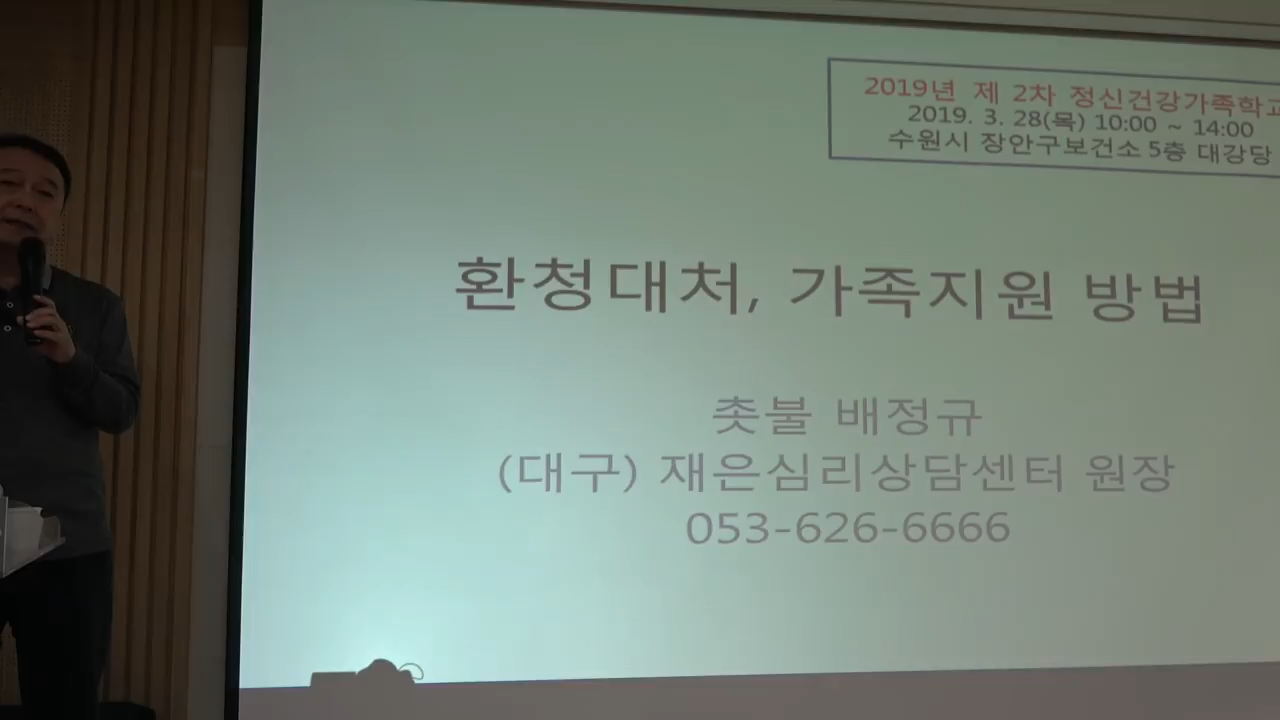 2019년 제 2차 정신건강가족학교
2019. 3. 28(목) 10:00 ~ 14:00
수원시 장안구보건소 5층 대강당
환청대처, 가족지원 방법
촛불 배정규
(대구) 재은심리상담센터 원장
053-626-6666